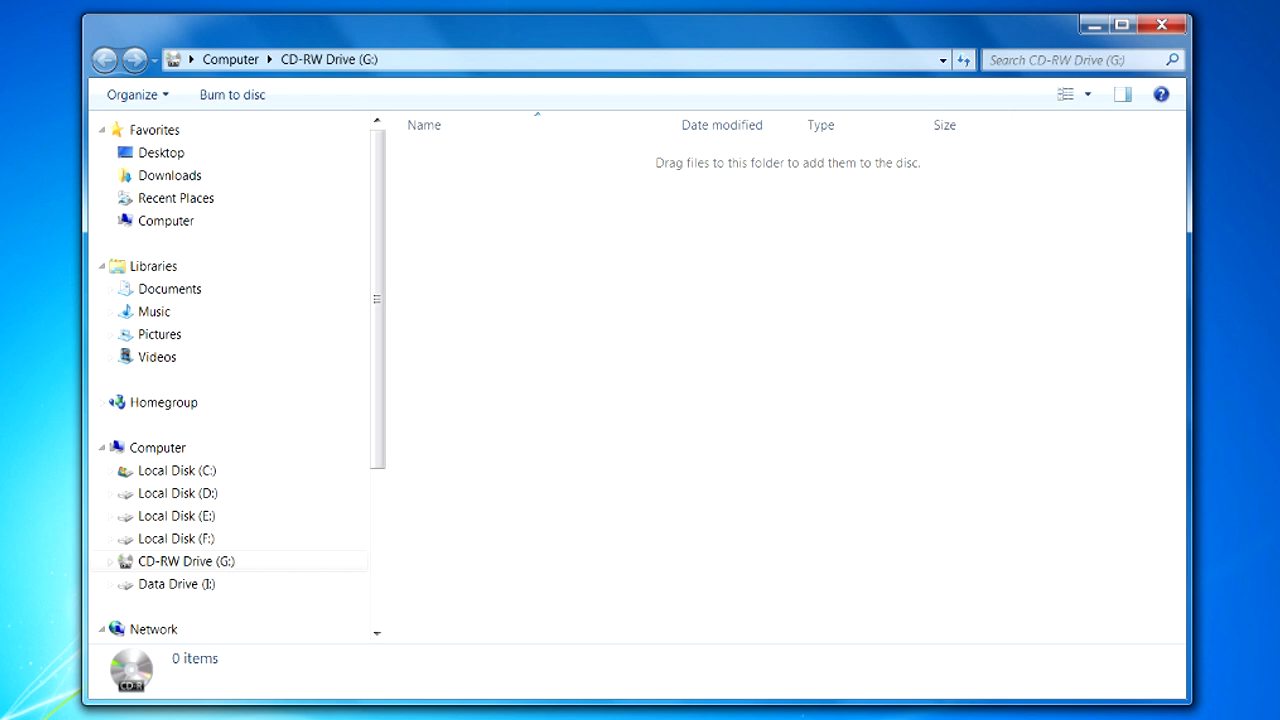 Computer CD-RW Drive (G:)
Search CD-RW Drive (G:)
Organize Burn to disc
Name Date modified Type Size
Drag files to this folder to add them to the disc.
Favorites
Desktop
Downloads
Recent Places
Computer
Libraries
Documents
Music
Pictures
Videos
Homegroup
Computer
Local Disk (C:)
Local Disk (D:)
Local Disk (E:)
Local Disk (F:)
CD-RW Drive (G:)
Data Drive (I:)
Network
0 items
CD-R